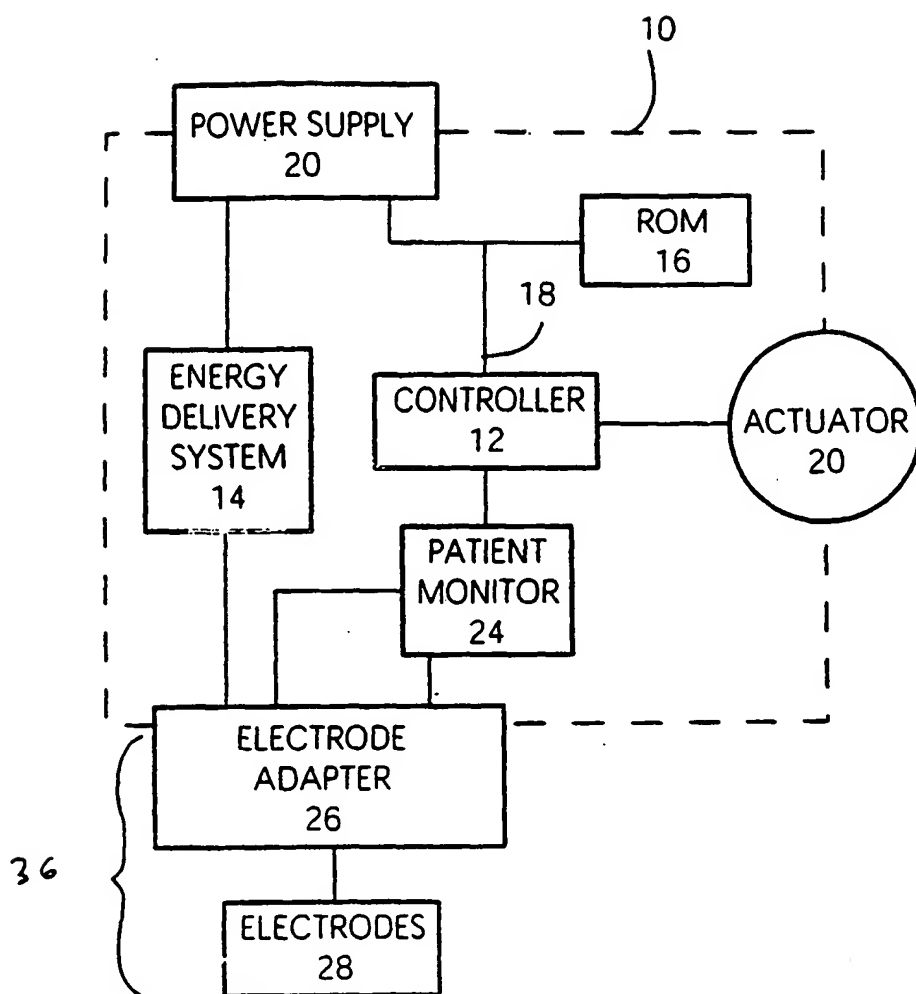 10
POWER SUPPLY
20
ROM
16
18
ENERGY
DELIVERY
SYSTEM
14
CONTROLLER
12
ACTUATOR
20
PATIENT
MONITOR
24
ELECTRODE
ADAPTER
26
36
ELECTRODES
28